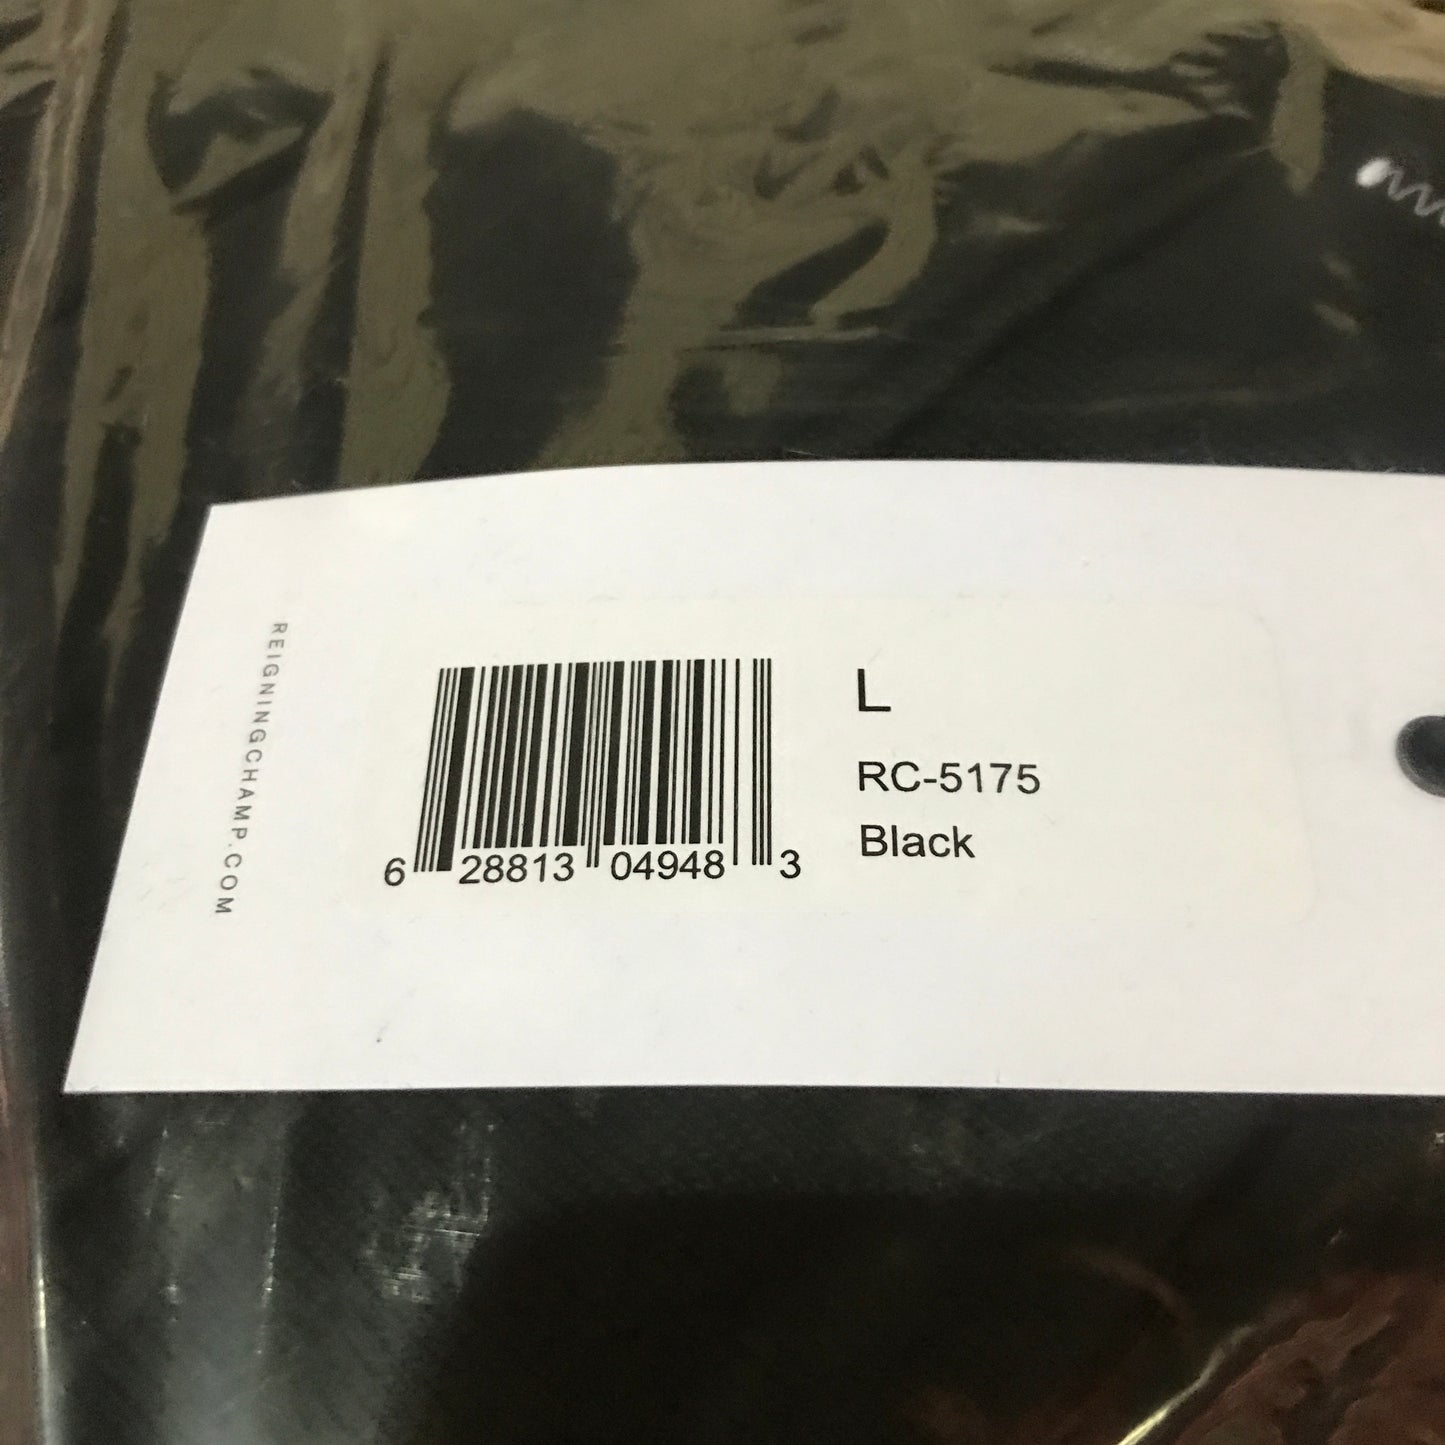 REIGNINGCHAMP.COM
L
RC-5175
Black
6 28813 04948 3